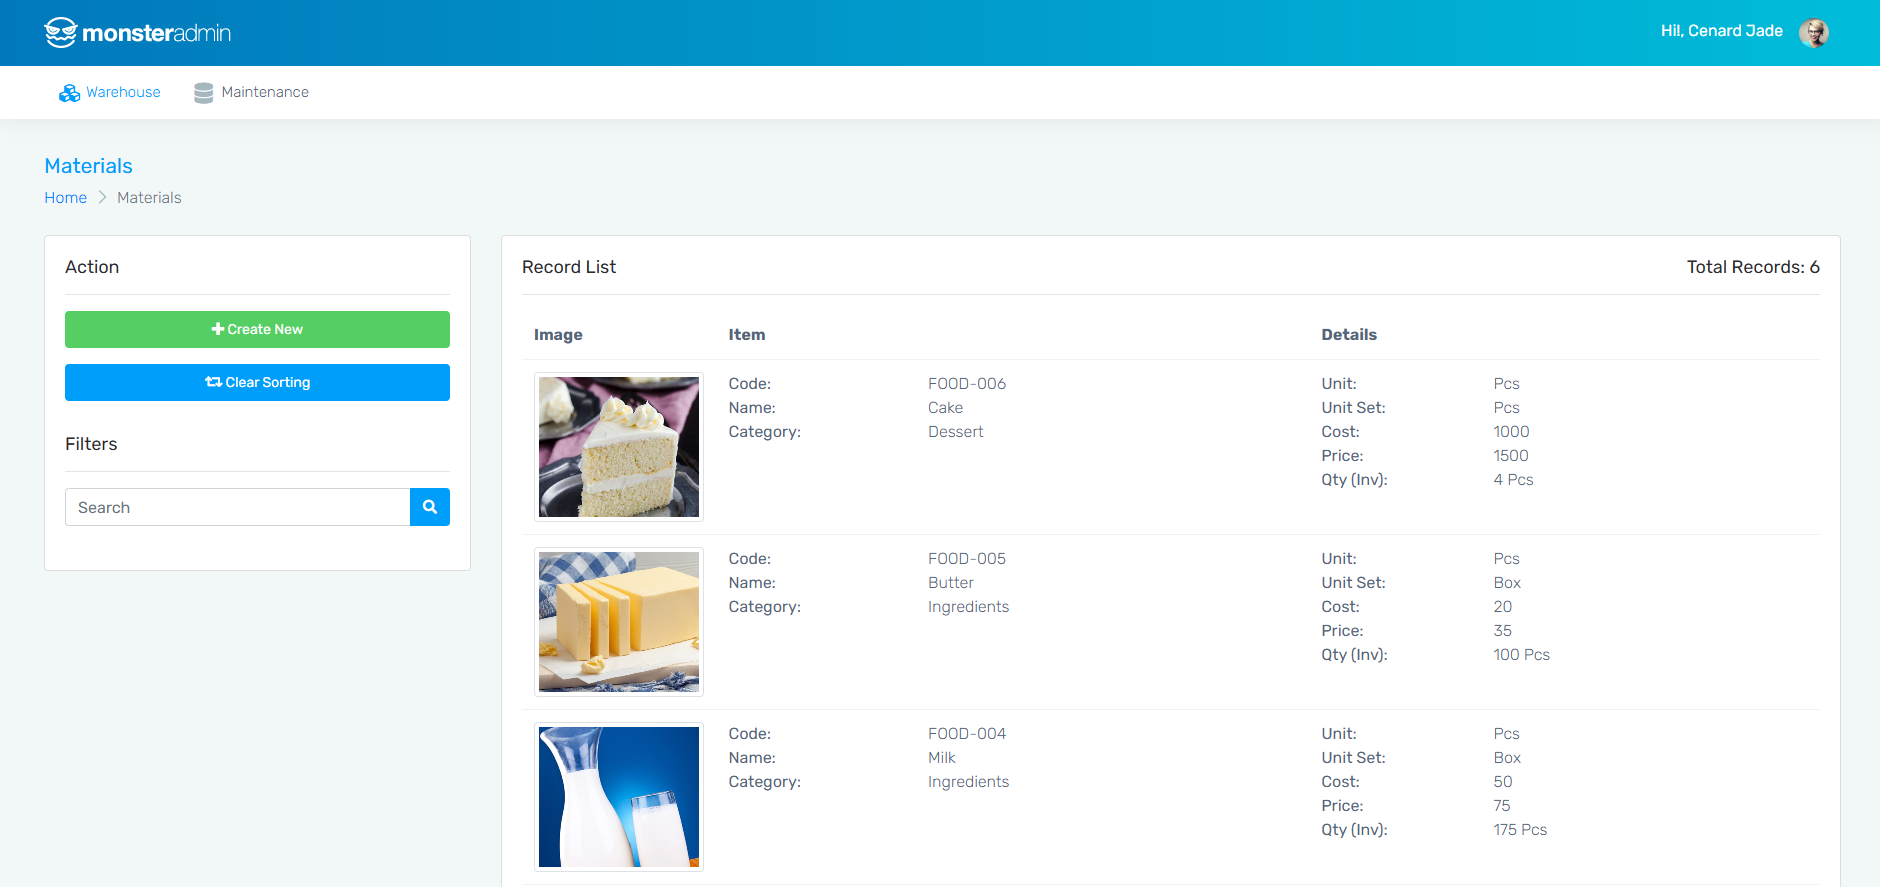 monsteradmin
Hi!, Cenard Jade
Warehouse
Maintenance
Materials
Home
Materials
Action
Create New
Clear Sorting
Filters
Search
Record List
Total Records: 6
Image Item Details
Code: FOOD-006
Name: Cake
Category: Dessert
Unit: Pcs
Unit Set: Pcs
Cost: 1000
Price: 1500
Qty (Inv): 4 Pcs
Code: FOOD-005
Name: Butter
Category: Ingredients
Unit: Pcs
Unit Set: Box
Cost: 20
Price: 35
Qty (Inv): 100 Pcs
Code: FOOD-004
Name: Milk
Category: Ingredients
Unit: Pcs
Unit Set: Box
Cost: 50
Price: 75
Qty (Inv): 175 Pcs